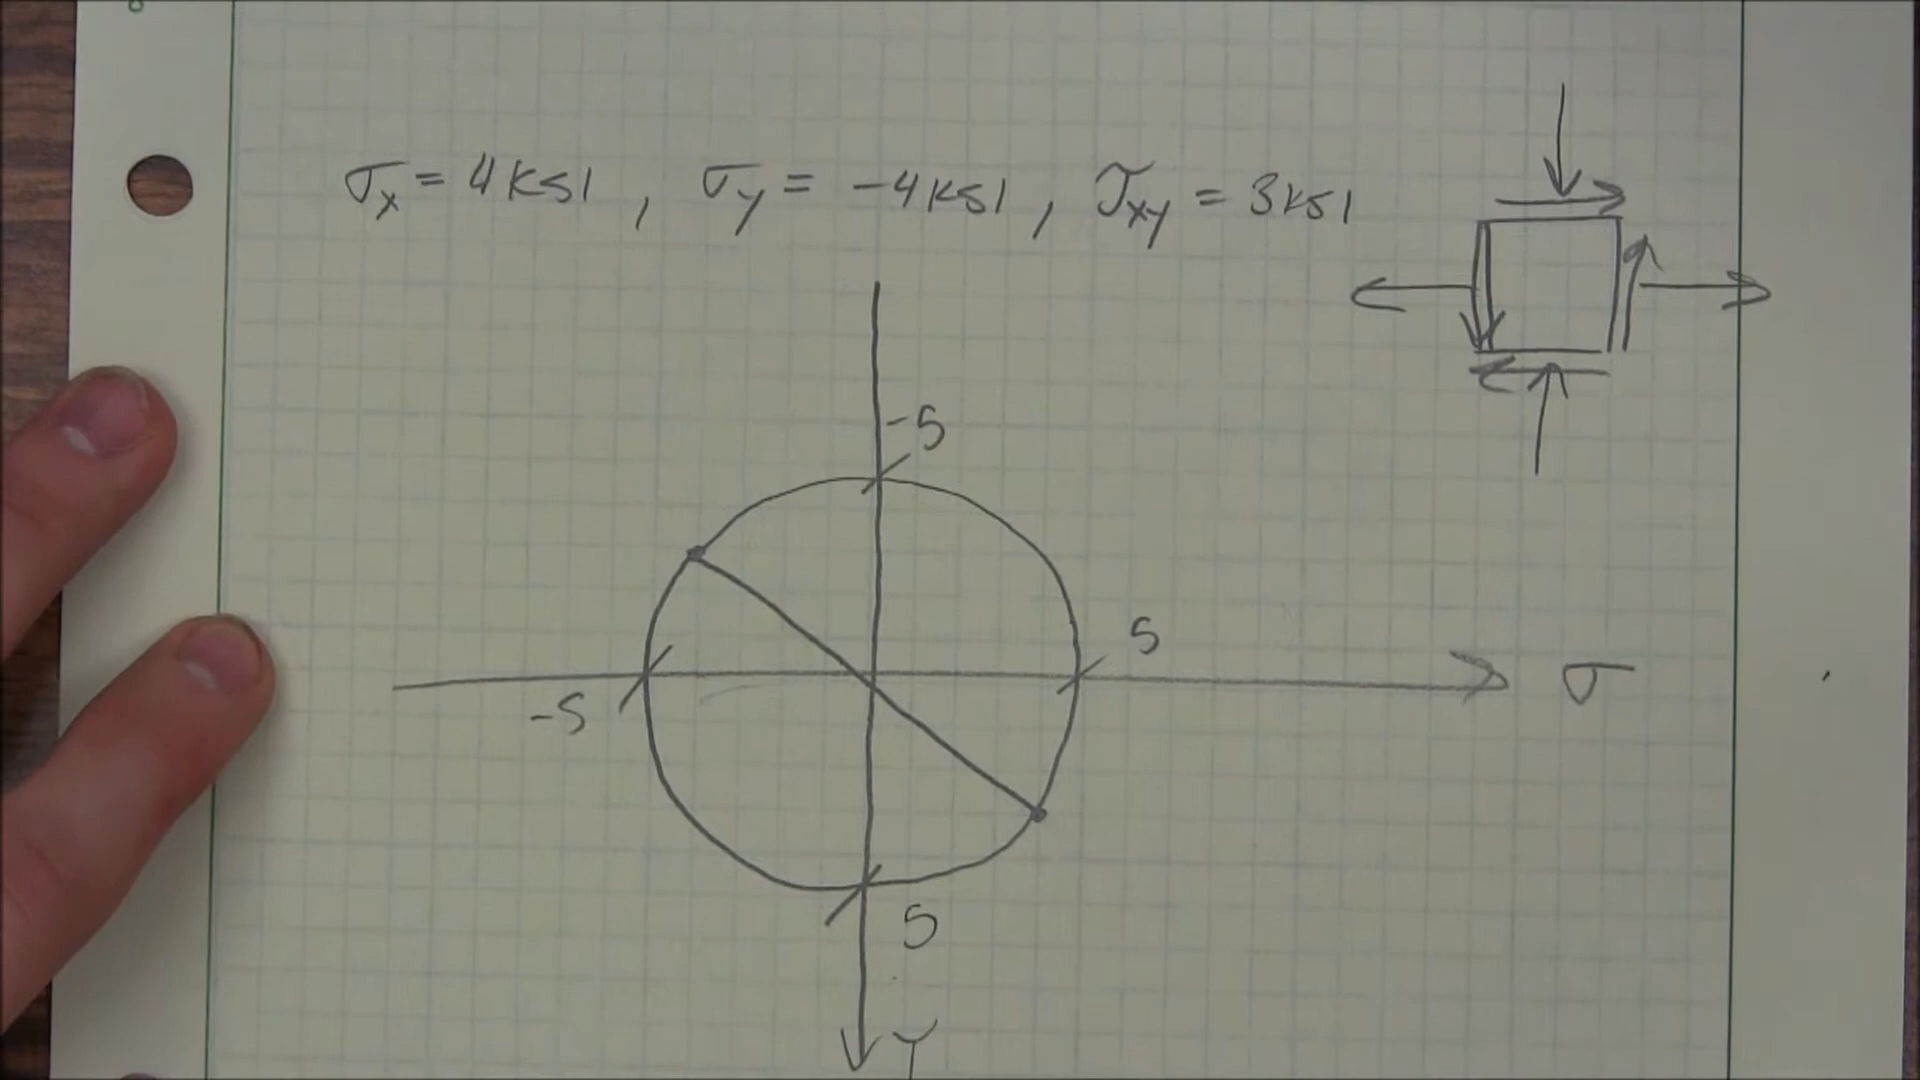 σx = 4 ksi , σy = -4 ksi , τxy = 3 ksi
-5
5
σ
-5
5
τ